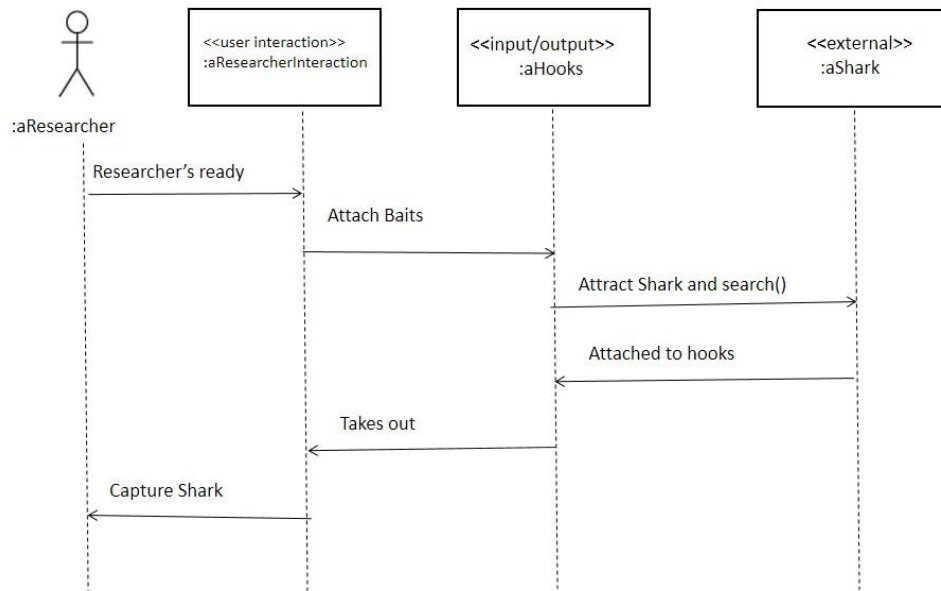 <<user interaction>>
:aResearcherInteraction
<<input/output>>
:aHooks
<<external>>
:aShark
:aResearcher
Researcher’s ready
Attach Baits
Attract Shark and search()
Attached to hooks
Takes out
Capture Shark